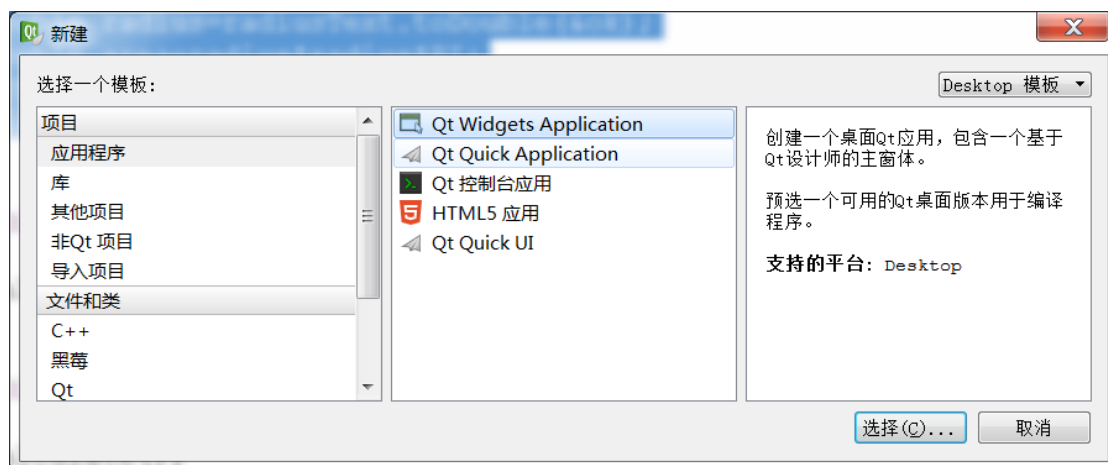 新建
选择一个模板:
Desktop 模板
项目
应用程序
库
其他项目
非Qt 项目
导入项目
文件和类
C++
黑莓
Qt
Qt Widgets Application
Qt Quick Application
Qt 控制台应用
HTML5 应用
Qt Quick UI
创建一个桌面Qt应用，包含一个基于
Qt设计师的主窗体。
预选一个可用的Qt桌面版本用于编译
程序。
支持的平台: Desktop
选择(C)...
取消